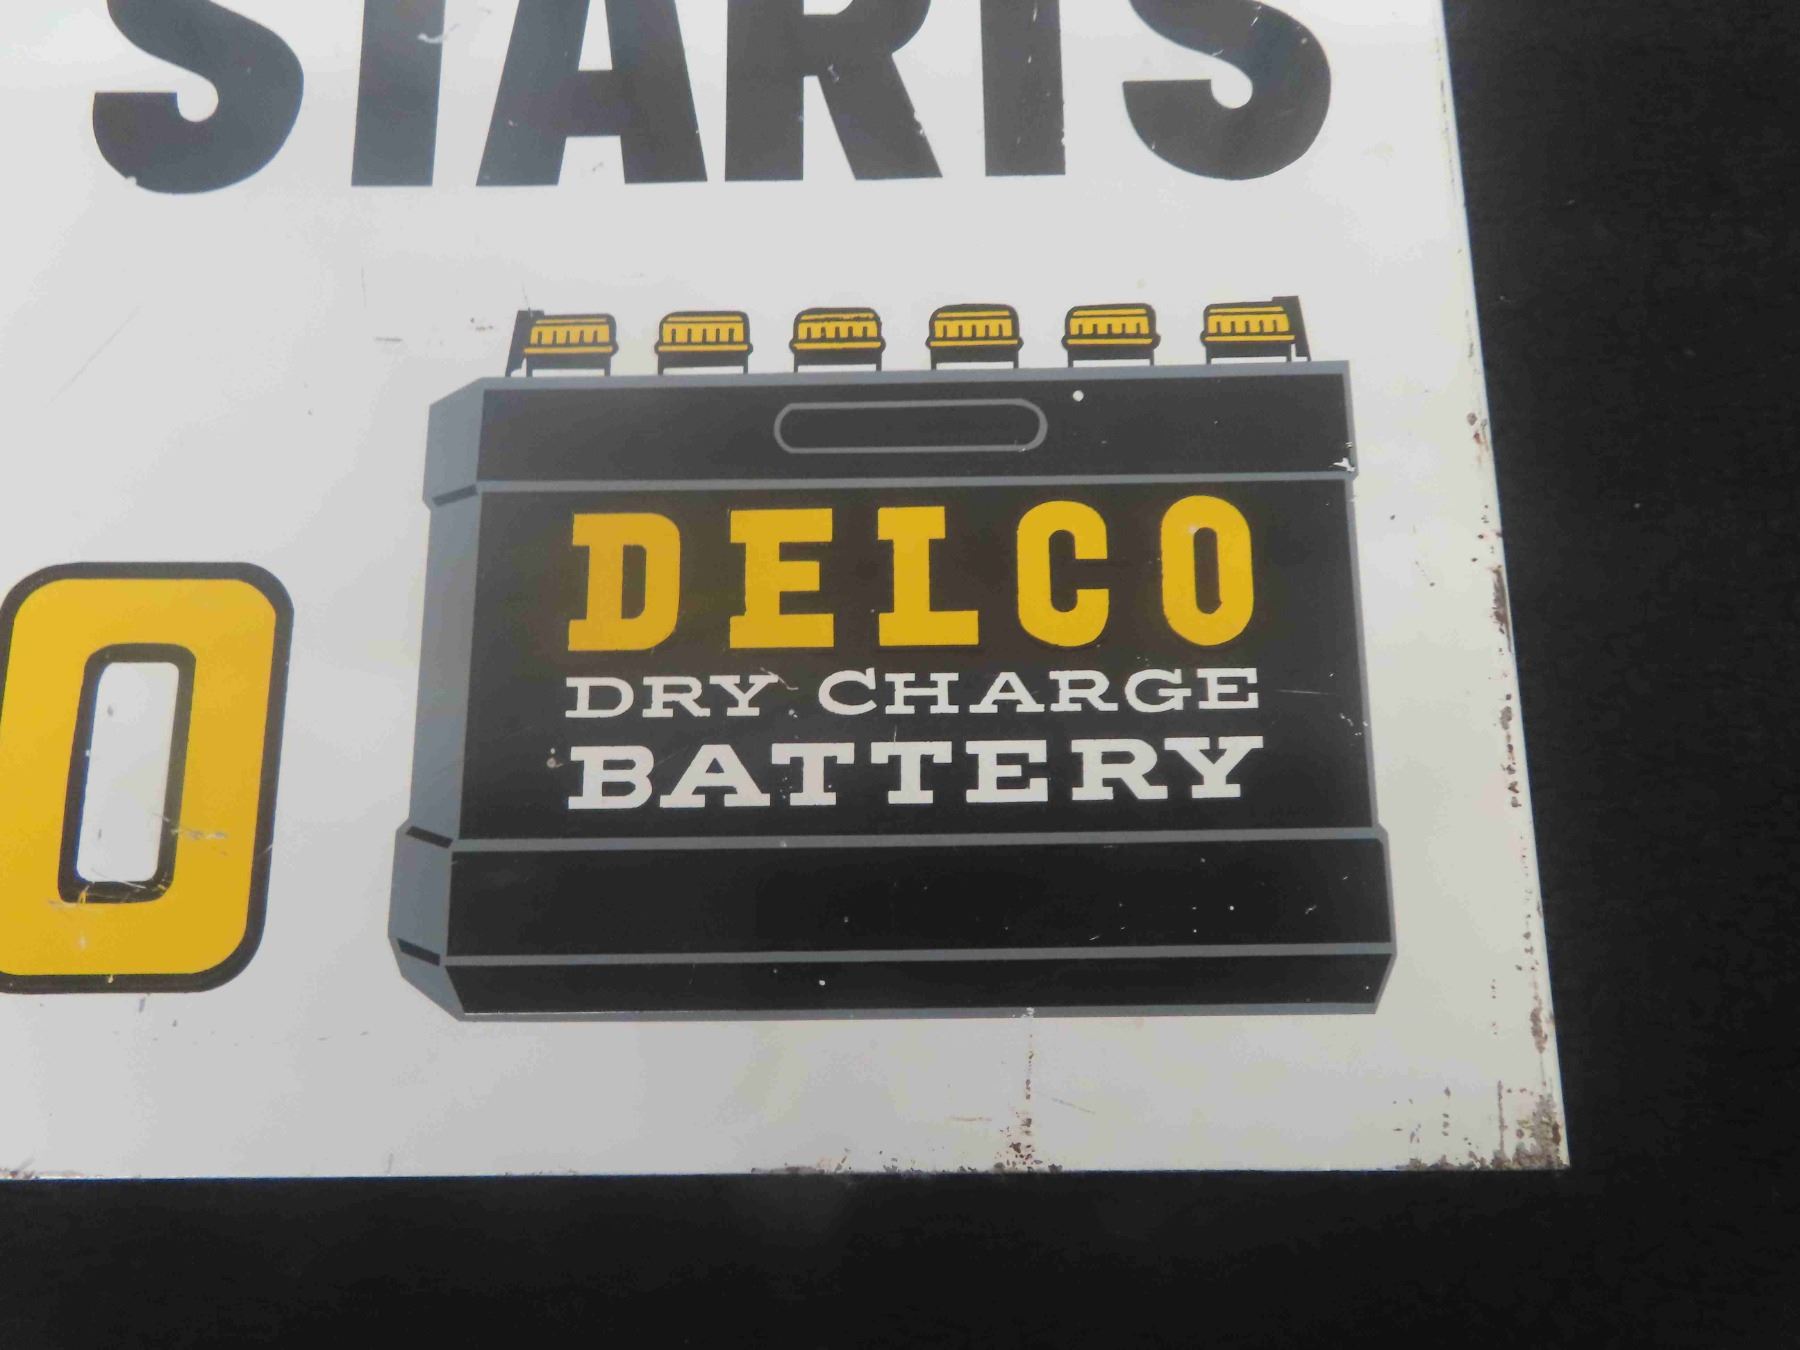 STARTS
O
DELCO
DRY CHARGE
BATTERY